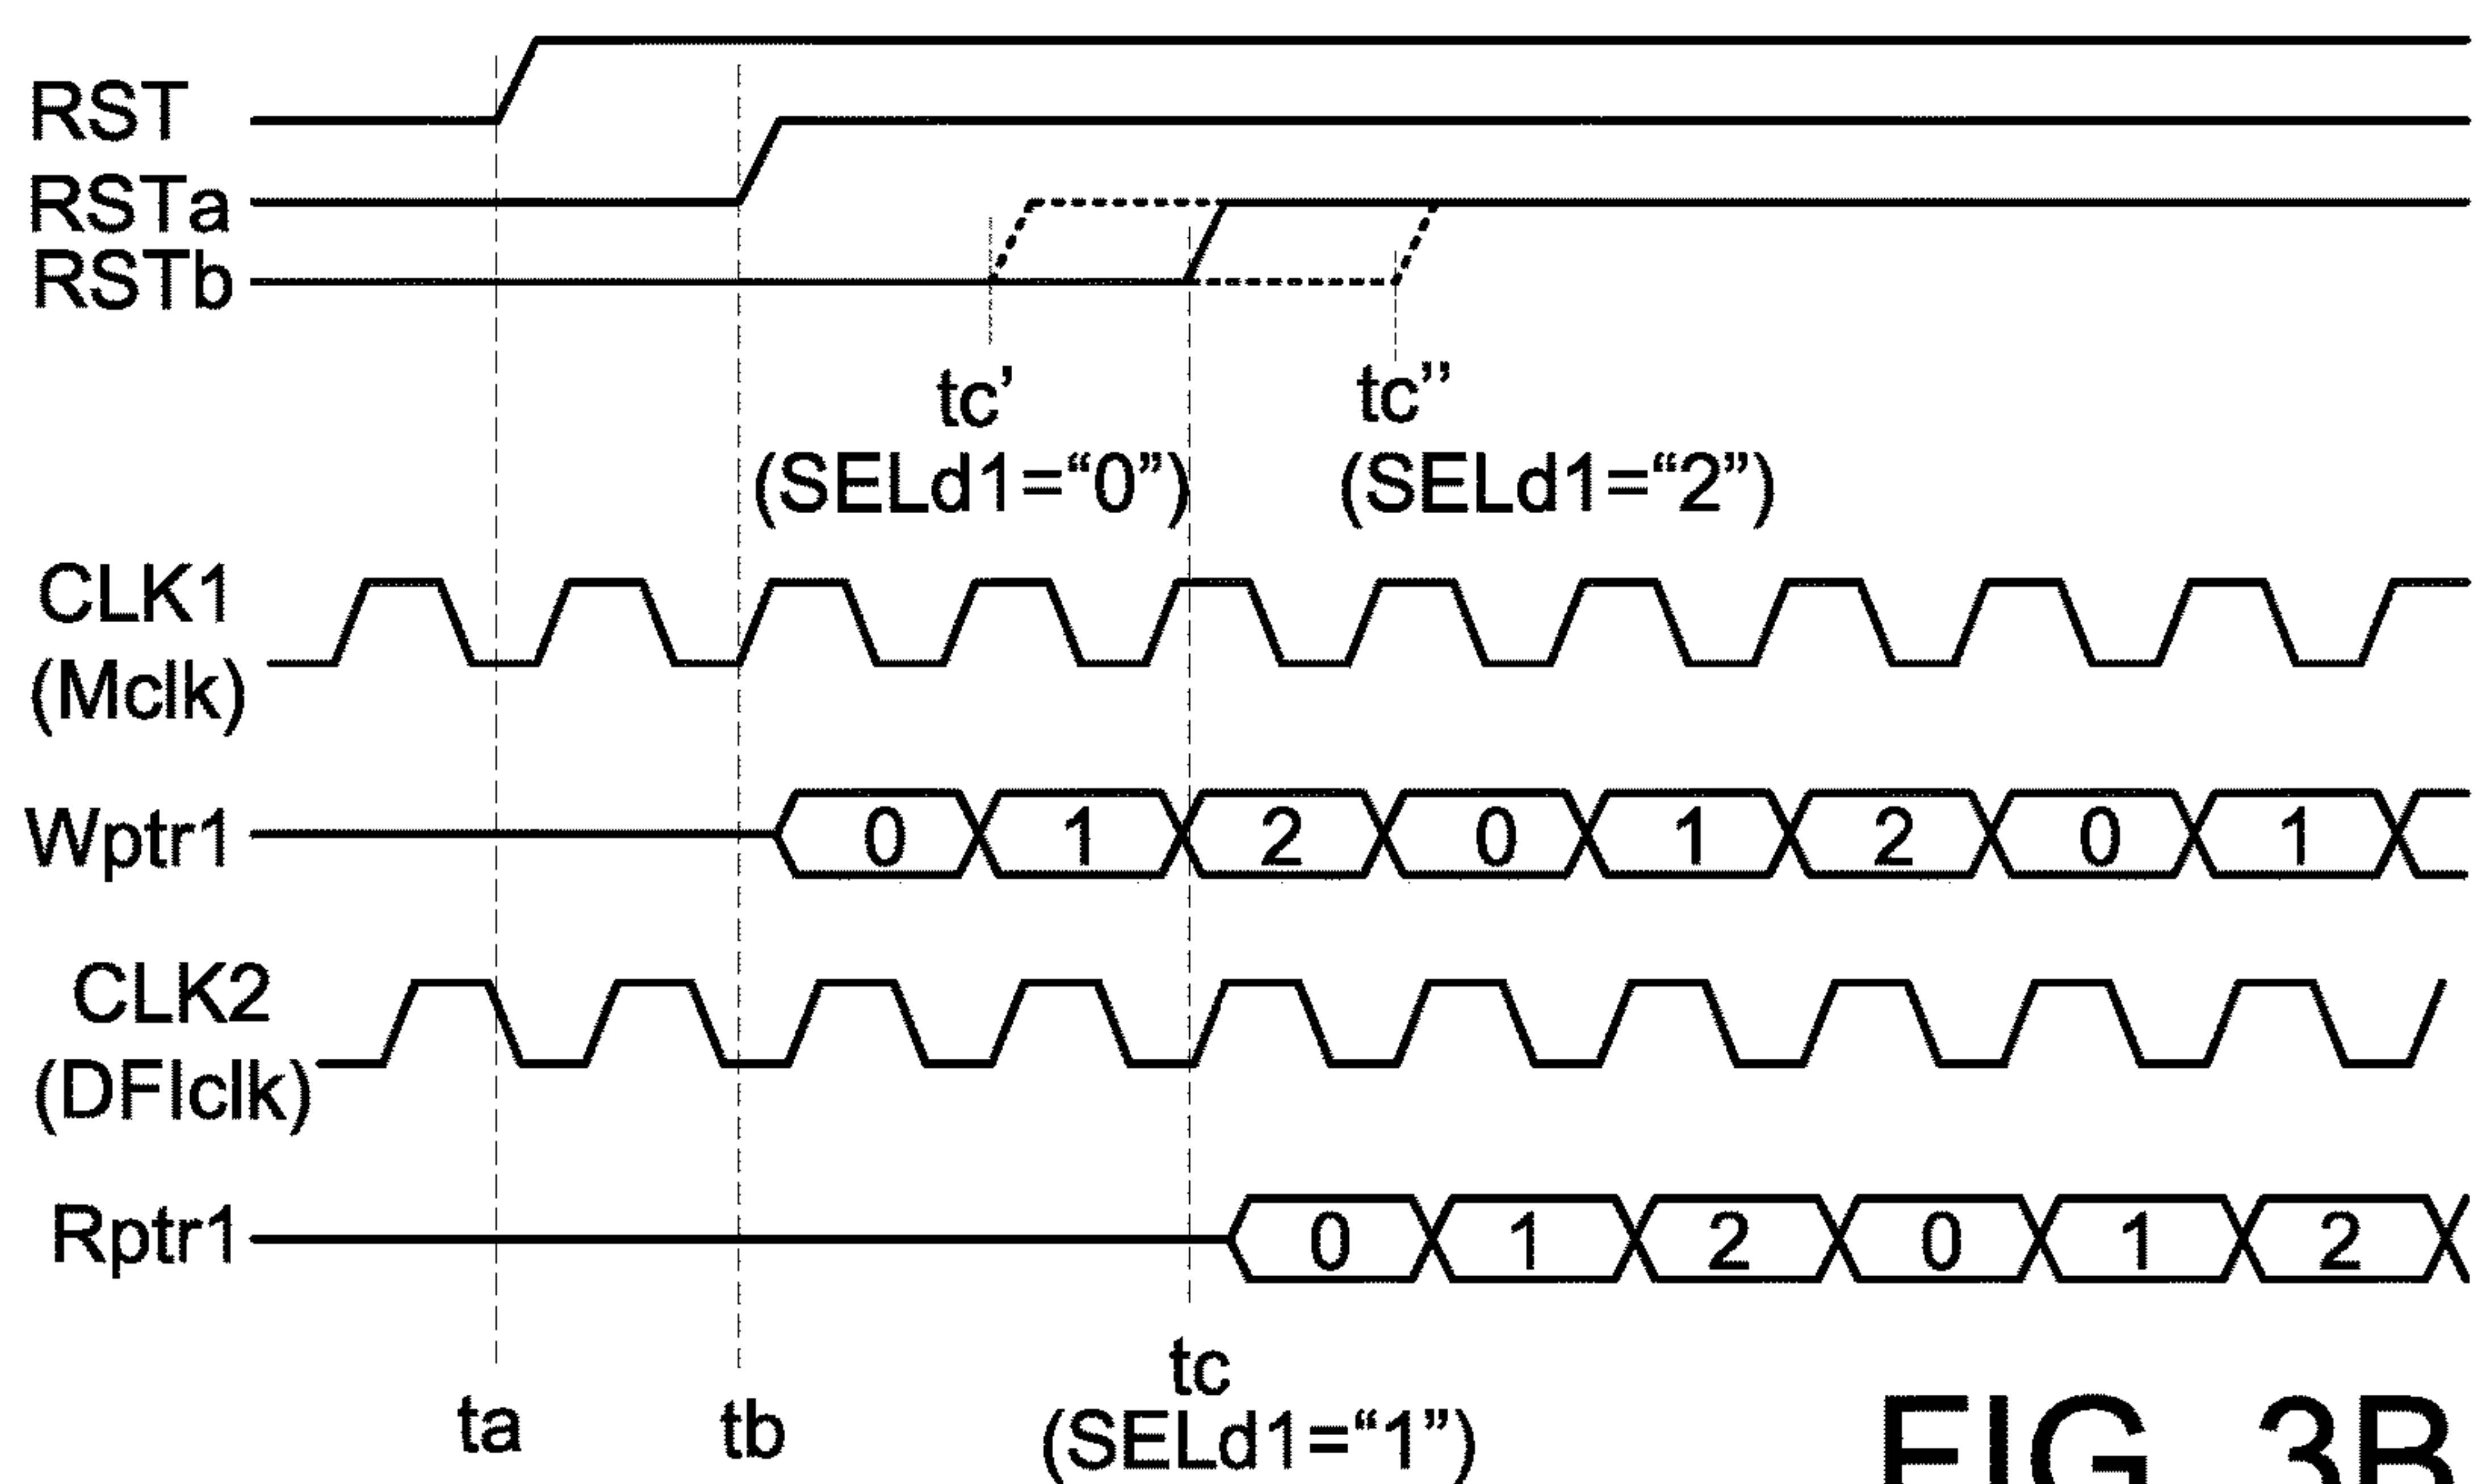 RST
RSTa
RSTb
tc' tc”
(SELd1=“0”) (SELd1=“2”)
CLK1
(Mclk)
Wptr1 0 1 2 0 1 2 0 1
CLK2
(DFIclk)
Rptr1 0 1 2 0 1 2
ta tb tc
(SELd1=“1”)
FIG. 3B